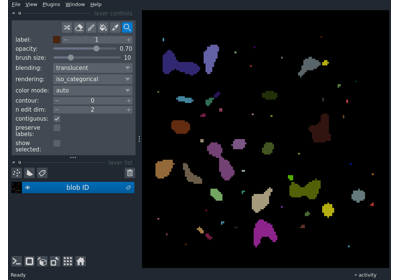 File View Plugins Window Help
layer controls
label: 1
opacity: 0.70
brush size: 10
blending: translucent
rendering: iso_categorical
color mode: auto
contour: 0
n edit dim: 2
contiguous:
preserve
labels:
show
selected:
layer list
blob ID
Ready
activity